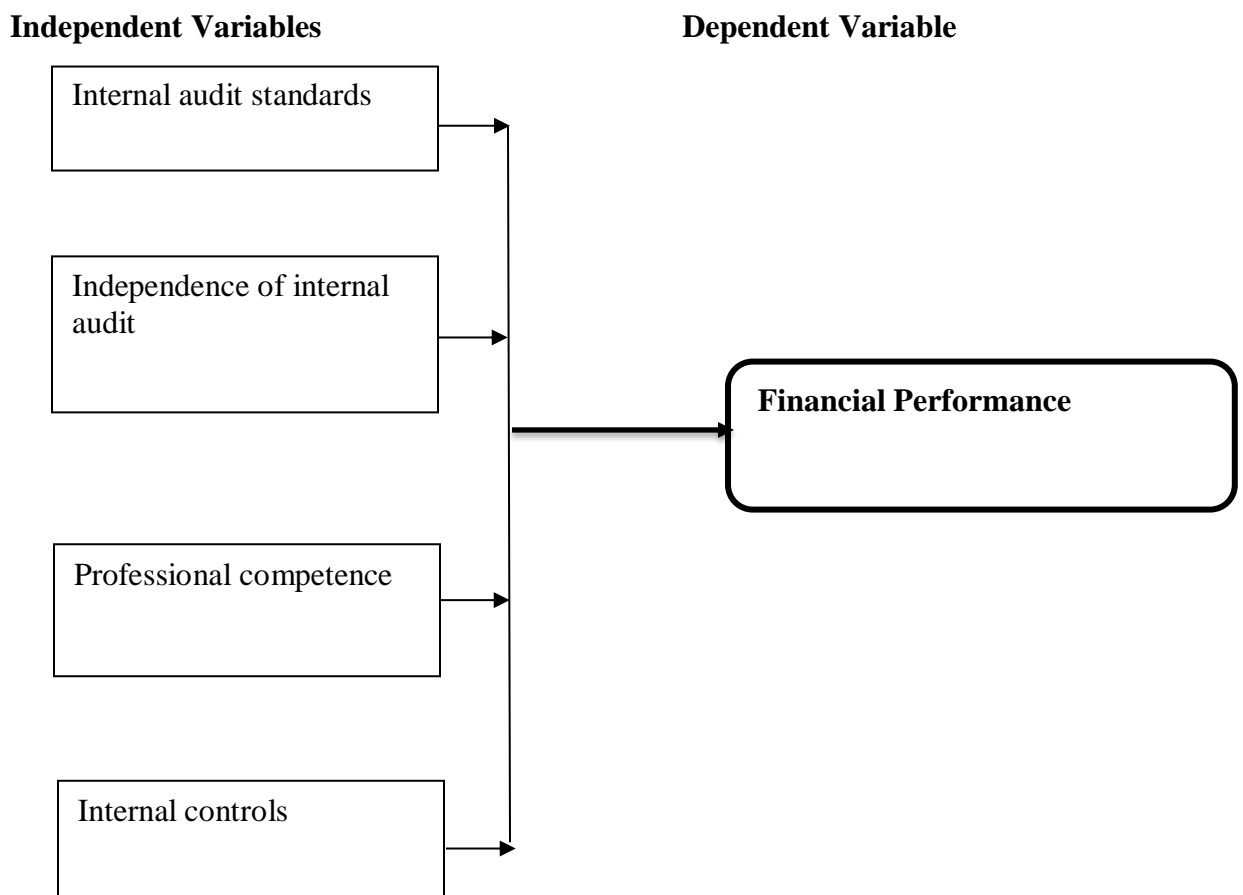 Independent Variables
Dependent Variable
Internal audit standards
Independence of internal
audit
Financial Performance
Professional competence
Internal controls